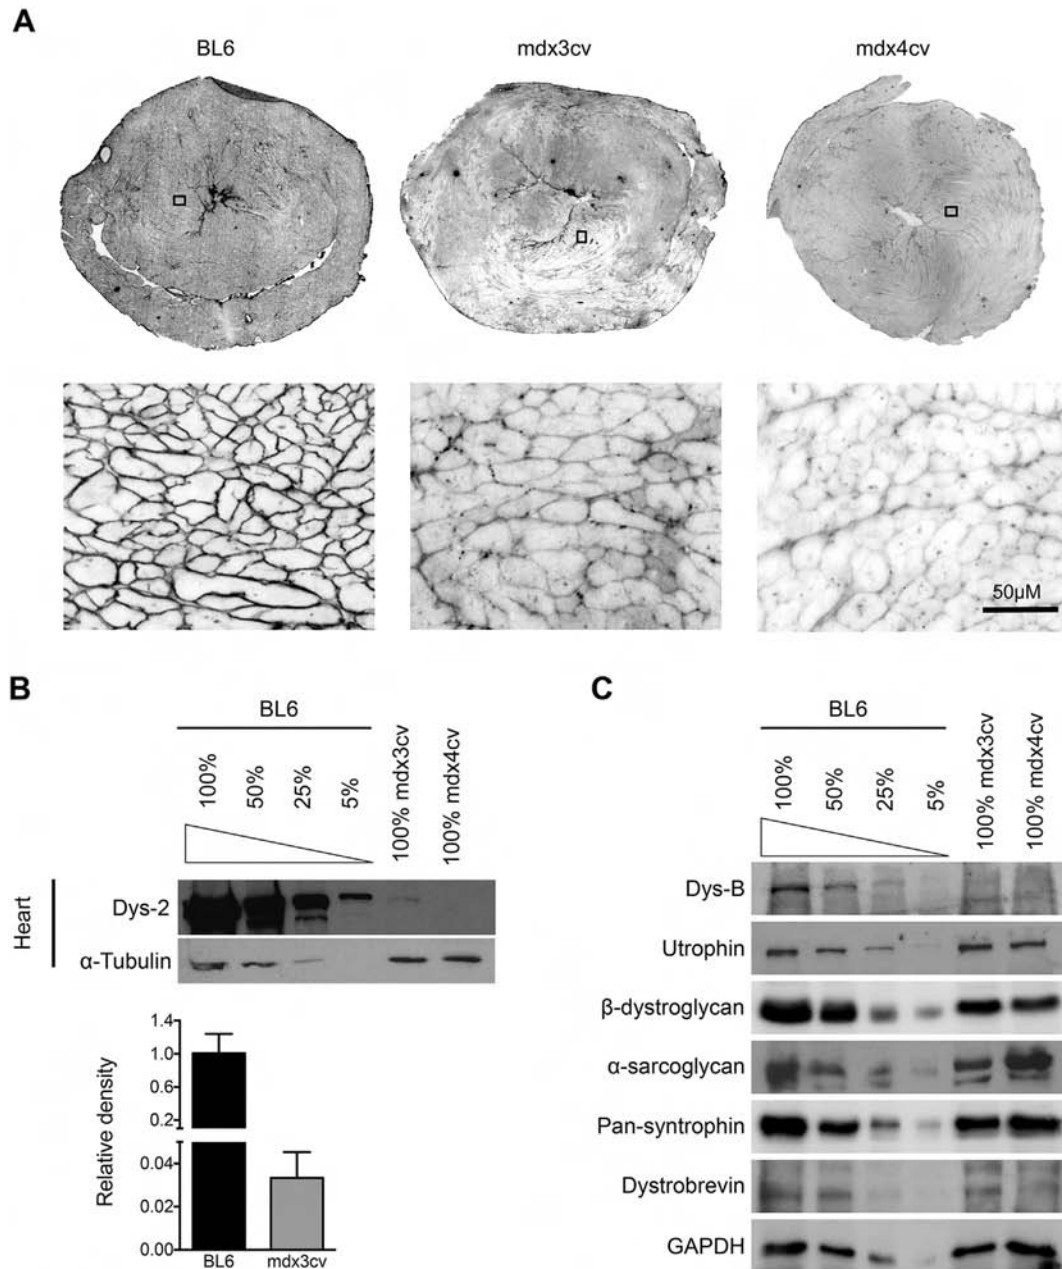 A
BL6
mdx3cv
mdx4cv
50µM
B
BL6
100%
50%
25%
5%
100% mdx3cv
100% mdx4cv
Heart
Dys-2
α-Tubulin
Relative density
1.4
1.0
0.6
0.2
0.04
0.02
0.00
BL6
mdx3cv
C
BL6
100%
50%
25%
5%
100% mdx3cv
100% mdx4cv
Dys-B
Utrophin
β-dystroglycan
α-sarcoglycan
Pan-syntrophin
Dystrobrevin
GAPDH